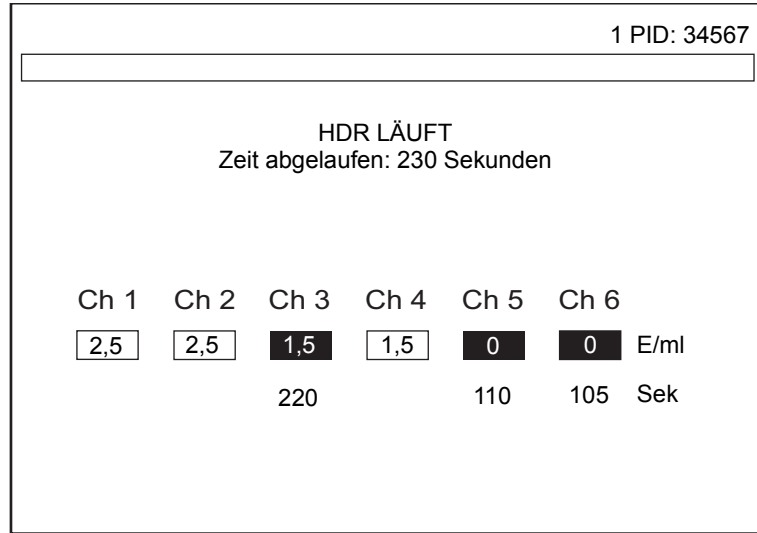 1 PID: 34567
HDR LÄUFT
Zeit abgelaufen: 230 Sekunden
Ch 1 Ch 2 Ch 3 Ch 4 Ch 5 Ch 6
2,5 2,5 1,5 1,5 0 0 E/ml
220 110 105 Sek